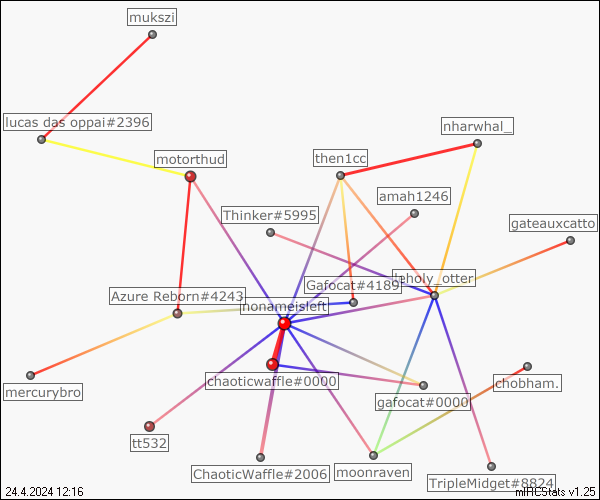 mukszi
lucas das oppai#2396
nharwhal_
motorthud
then1cc
amah1246
Thinker#5995
gateauxcatto
holy_otter
Gafocat#4189
Azure Reborn#4243
nonameisleft
chaoticwaffle#0000
chobham.
mercurybro
gafocat#0000
tt532
ChaoticWaffle#2006
moonraven
TripleMidget#8824
24.4.2024 12:16
mIRCStats v1.25